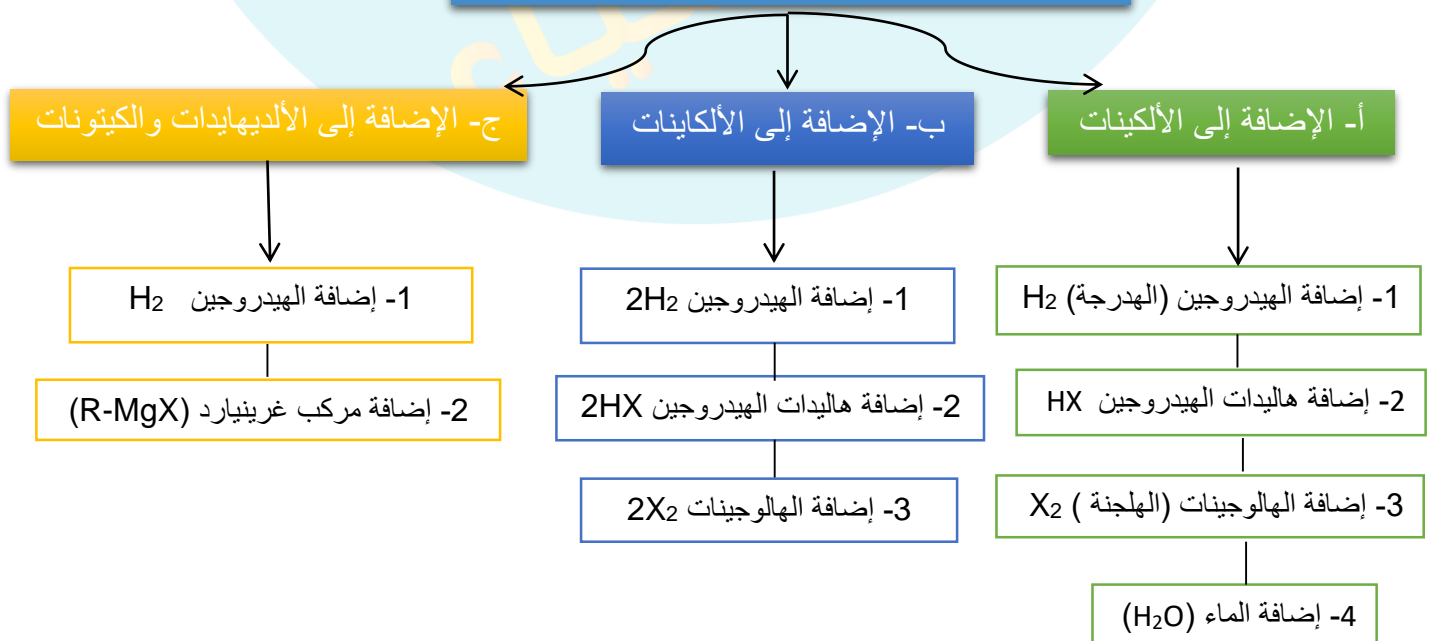 أ- الإضافة إلى الألكينات
ب- الإضافة إلى الألكاينات
ج- الإضافة إلى الألديهايدات والكيتونات
1- إضافة الهيدروجين (الهدرجة) H2
2- إضافة هاليدات الهيدروجين HX
3- إضافة الهالوجينات (الهلجنة ) X2
4- إضافة الماء (H2O)
1- إضافة الهيدروجين 2H2
2- إضافة هاليدات الهيدروجين 2HX
3- إضافة الهالوجينات 2X2
1- إضافة الهيدروجين H2
2- إضافة مركب غرينيارد (R-MgX)